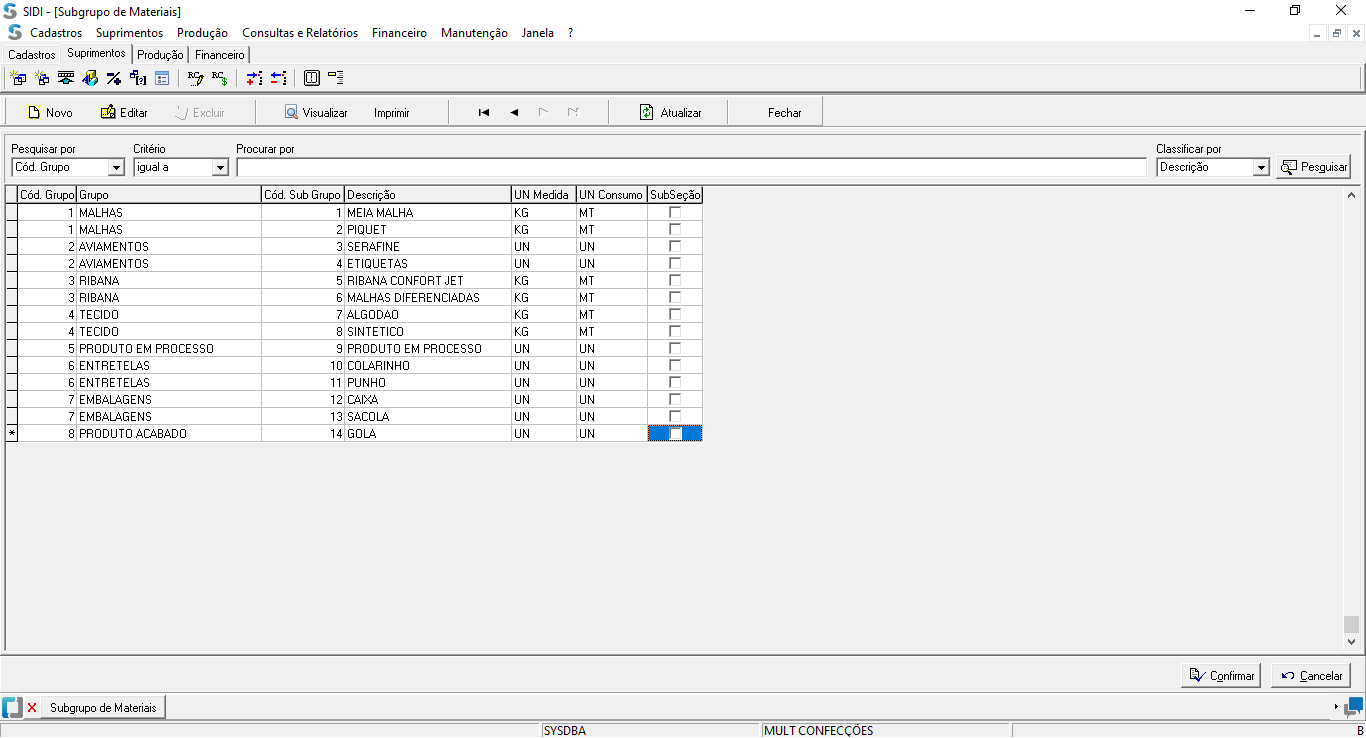 SIDI - [Subgrupo de Materiais]
Cadastros Suprimentos Produção Consultas e Relatórios Financeiro Manutenção Janela ?
Cadastros Suprimentos Produção Financeiro
Novo Editar Excluir Visualizar Imprimir Atualizar Fechar
Pesquisar por Critério Procurar por Classificar por
Cód. Grupo igual a Descrição Pesquisar
Cód. Grupo Grupo Cód. Sub Grupo Descrição UN Medida UN Consumo SubSeção
1 MALHAS 1 MEIA MALHA KG MT
1 MALHAS 2 PIQUET KG MT
2 AVIAMENTOS 3 SERAFINE UN UN
2 AVIAMENTOS 4 ETIQUETAS UN UN
3 RIBANA 5 RIBANA CONFORT JET KG MT
3 RIBANA 6 MALHAS DIFERENCIADAS KG MT
4 TECIDO 7 ALGODAO KG MT
4 TECIDO 8 SINTETICO KG MT
5 PRODUTO EM PROCESSO 9 PRODUTO EM PROCESSO UN UN
6 ENTRETELAS 10 COLARINHO UN UN
6 ENTRETELAS 11 PUNHO UN UN
7 EMBALAGENS 12 CAIXA UN UN
7 EMBALAGENS 13 SACOLA UN UN
* 8 PRODUTO ACABADO 14 GOLA UN UN
Confirmar Cancelar
Subgrupo de Materiais
SYSDBA MULT CONFECÇÕES B